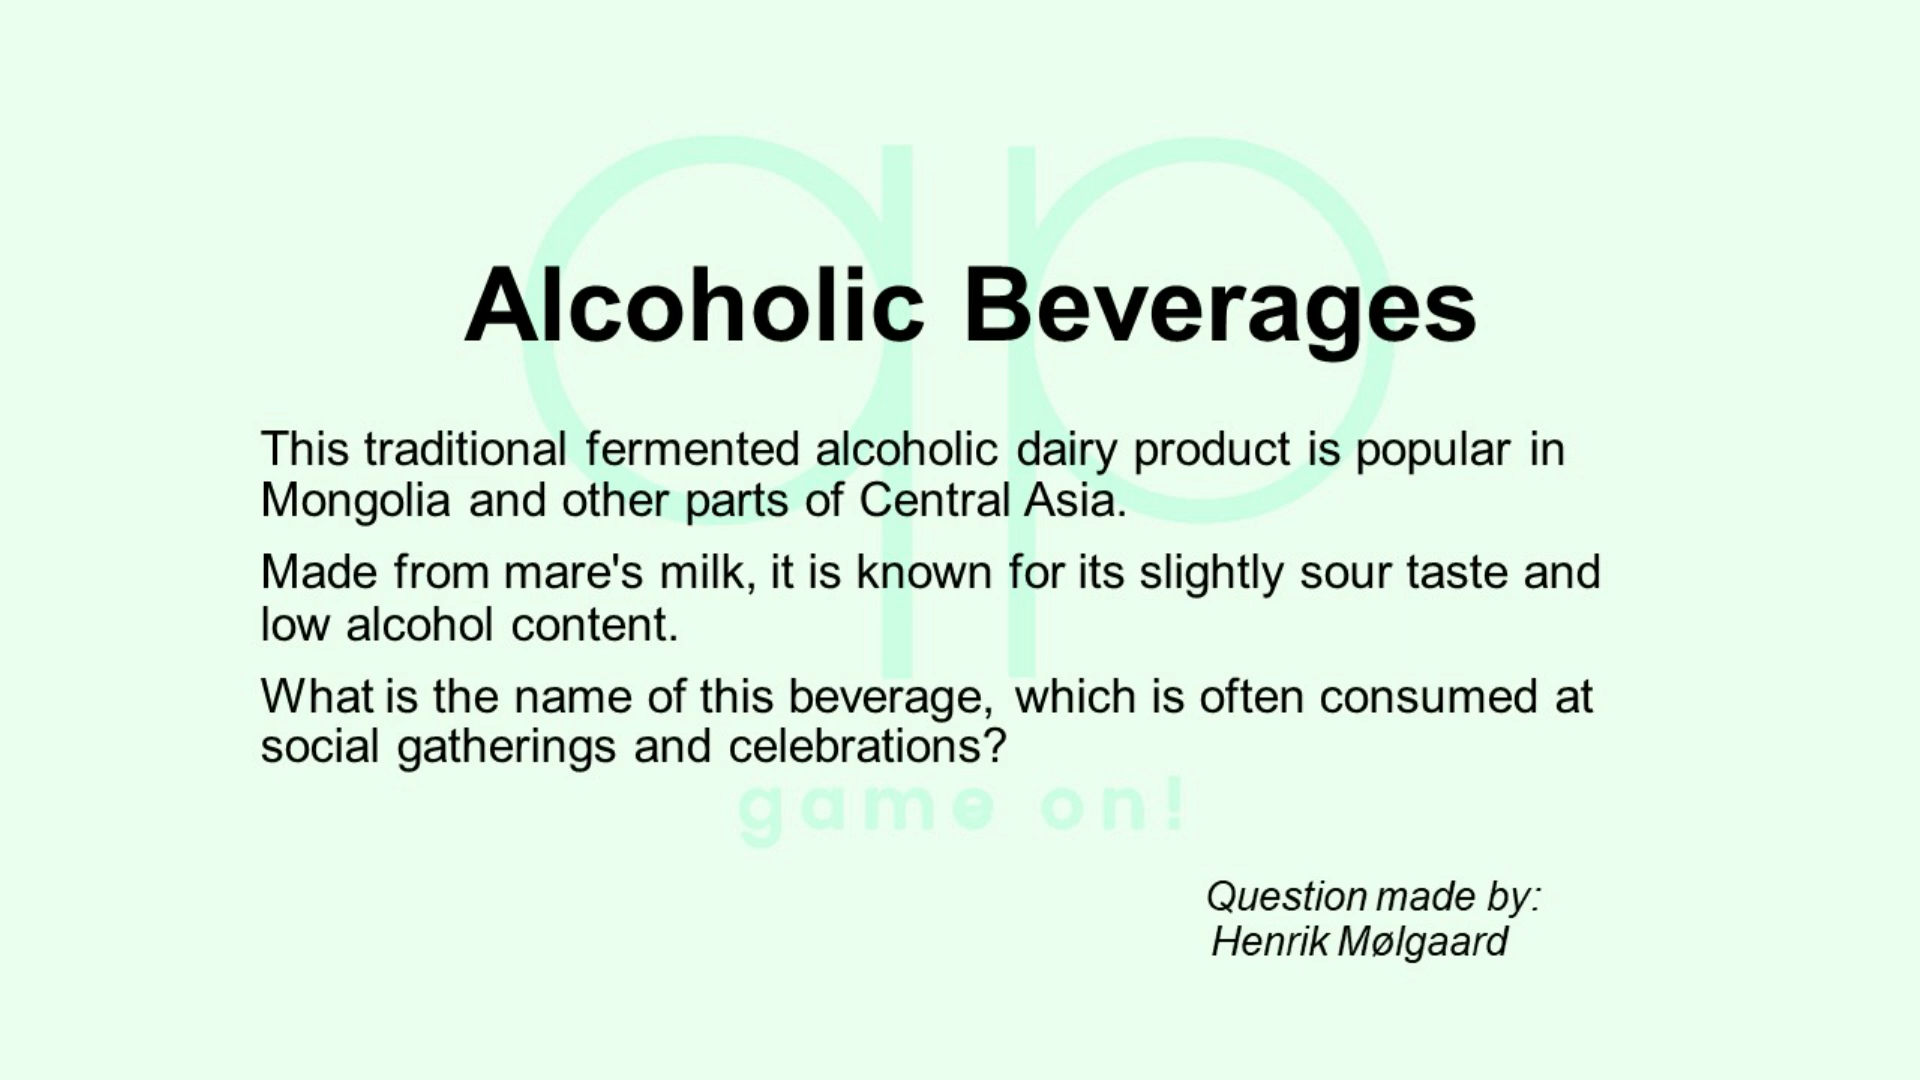 Alcoholic Beverages
This traditional fermented alcoholic dairy product is popular in
Mongolia and other parts of Central Asia.
Made from mare's milk, it is known for its slightly sour taste and
low alcohol content.
What is the name of this beverage, which is often consumed at
social gatherings and celebrations?
game on!
Question made by:
Henrik Mølgaard